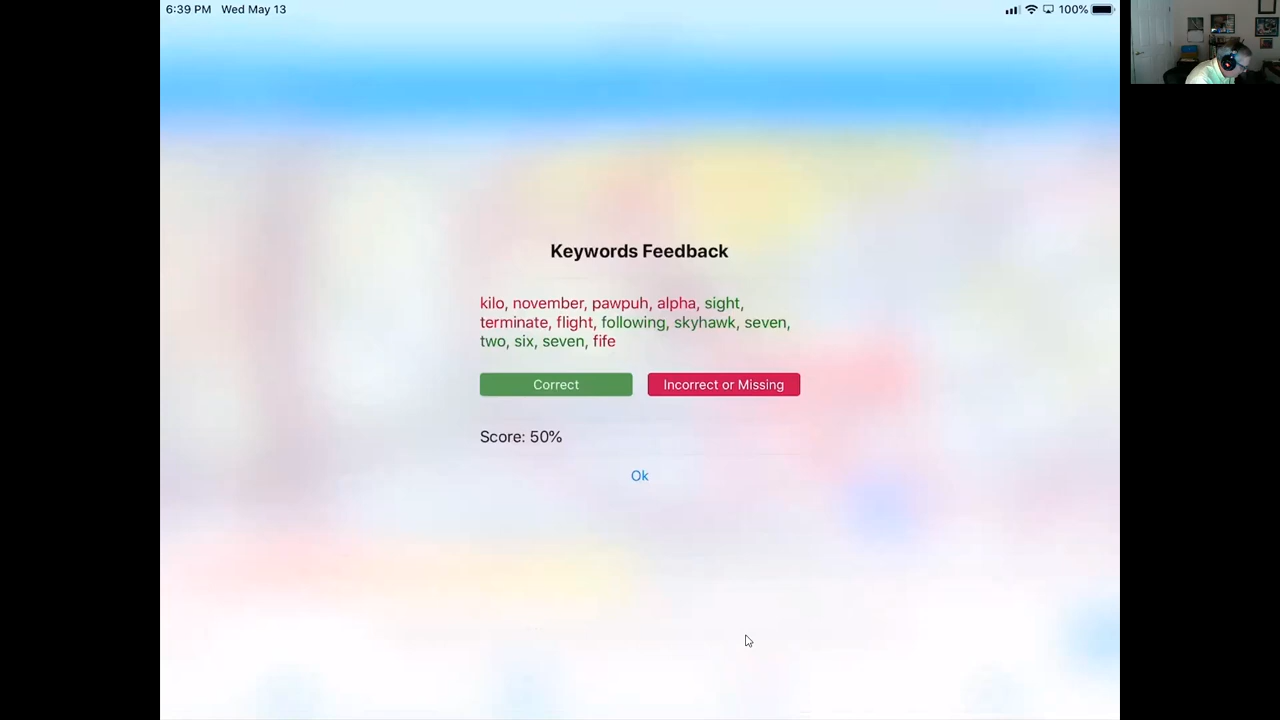 6:39 PM Wed May 13
100%
Keywords Feedback
kilo, november, pawpuh, alpha, sight,
terminate, flight, following, skyhawk, seven,
two, six, seven, fife
Correct
Incorrect or Missing
Score: 50%
Ok